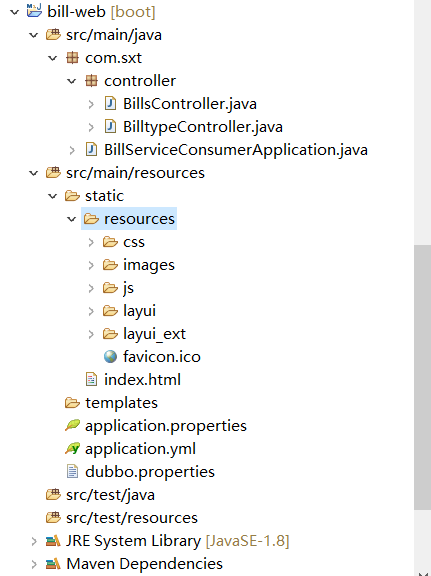 bill-web [boot]
src/main/java
com.sxt
controller
BillsController.java
BilltypeController.java
BillServiceConsumerApplication.java
src/main/resources
static
resources
css
images
js
layui
layui_ext
favicon.ico
index.html
templates
application.properties
application.yml
dubbo.properties
src/test/java
src/test/resources
JRE System Library [JavaSE-1.8]
Maven Dependencies